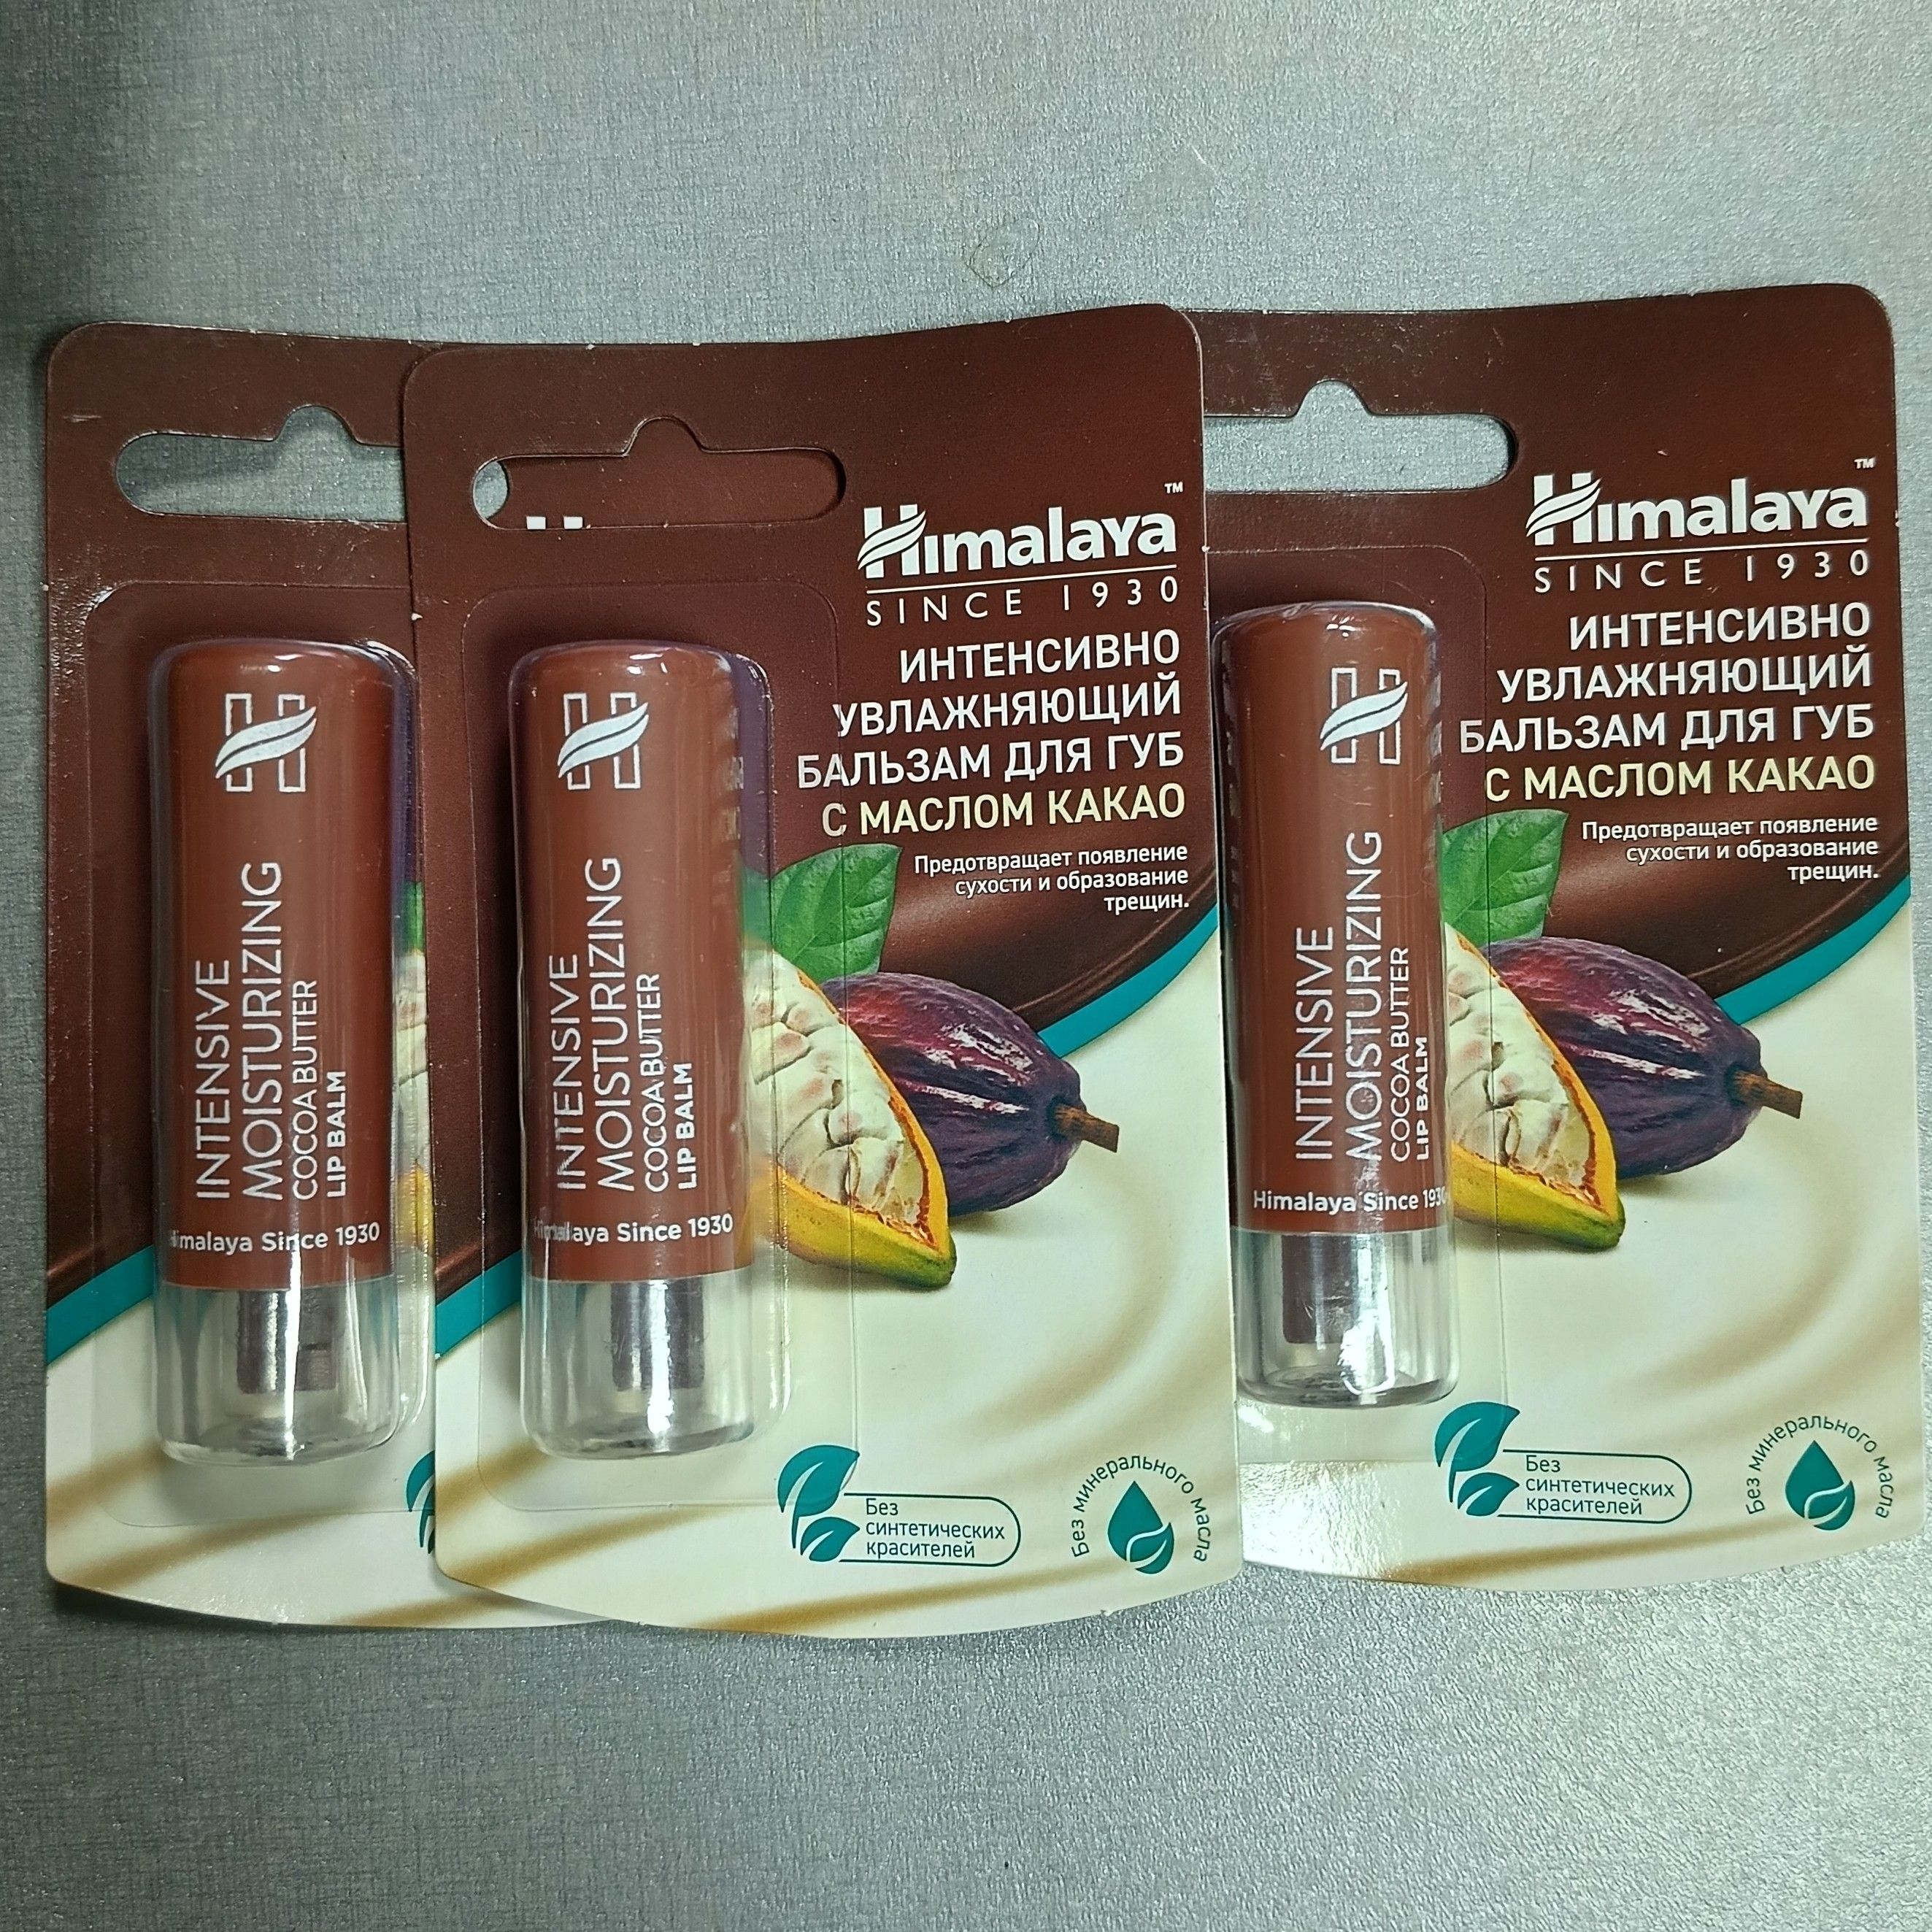 INTENSIVE
MOISTURIZING
COCOA BUTTER
LIP BALM
Since 1930
Himalaya™
SINCE 1930
ИНТЕНСИВНО
УВЛАЖНЯЮЩИЙ
БАЛЬЗАМ ДЛЯ ГУБ
С МАСЛОМ КАКАО
Предотвращает появление
сухости и образование
трещин.
INTENSIVE
MOISTURIZING
COCOA BUTTER
LIP BALM
Himalaya Since 1930
Без
синтетических
красителей
Без минерального масла
Himalaya™
SINCE 1930
ИНТЕНСИВНО
УВЛАЖНЯЮЩИЙ
БАЛЬЗАМ ДЛЯ ГУБ
С МАСЛОМ КАКАО
Предотвращает появление
сухости и образование
трещин.
INTENSIVE
MOISTURIZING
COCOA BUTTER
LIP BALM
Himalaya Since 1930
Без
синтетических
красителей
Без минерального масла